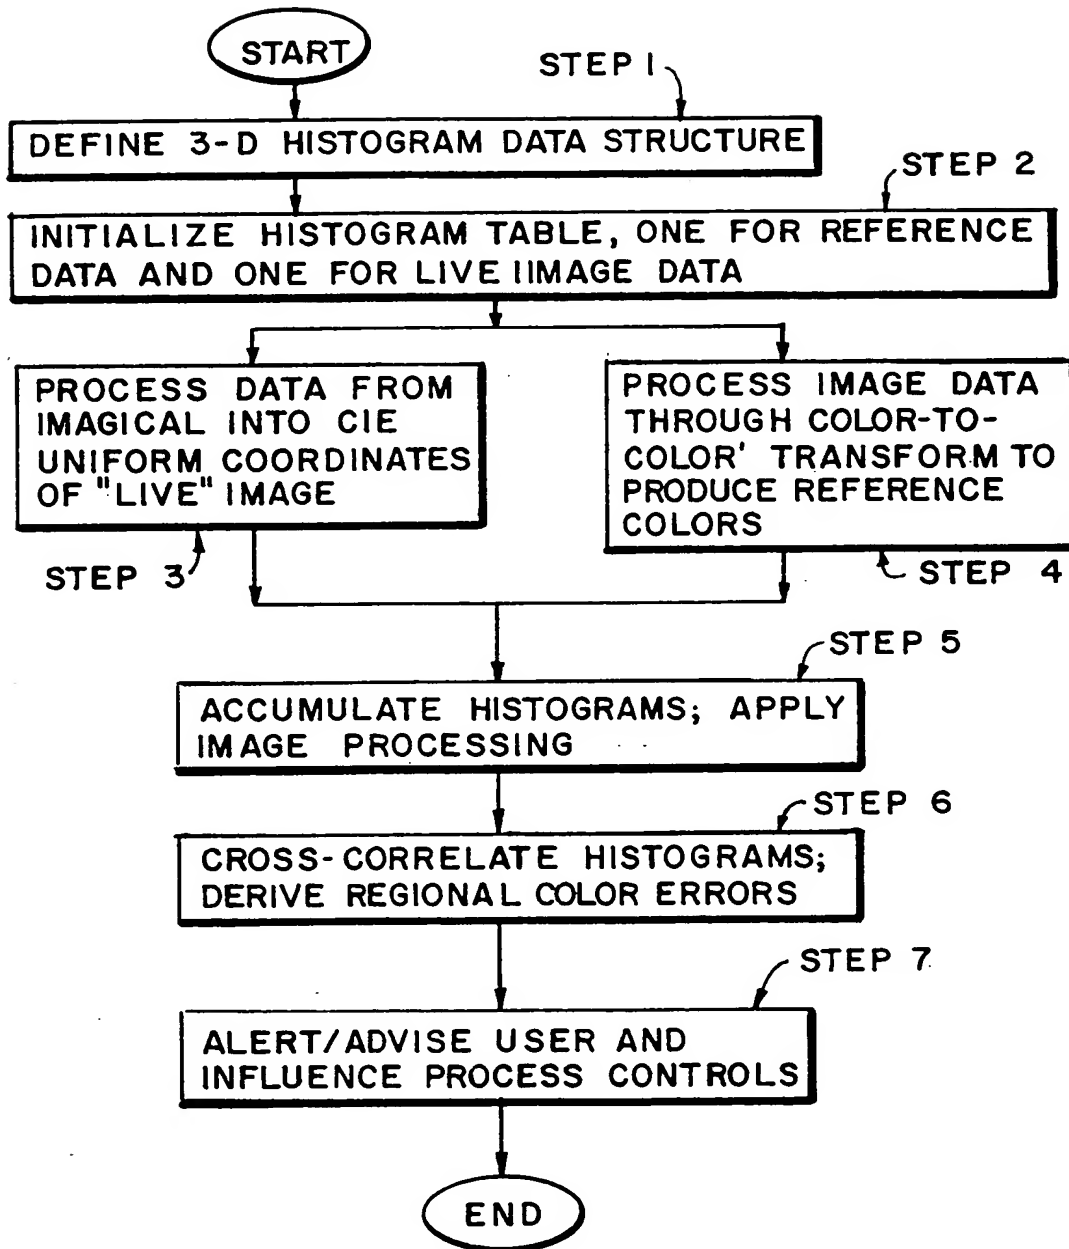 START
STEP 1
DEFINE 3-D HISTOGRAM DATA STRUCTURE
STEP 2
INITIALIZE HISTOGRAM TABLE, ONE FOR REFERENCE
DATA AND ONE FOR LIVE IIMAGE DATA
PROCESS DATA FROM
IMAGICAL INTO CIE
UNIFORM COORDINATES
OF "LIVE" IMAGE
STEP 3
PROCESS IMAGE DATA
THROUGH COLOR-TO-
COLOR' TRANSFORM TO
PRODUCE REFERENCE
COLORS
STEP 4
STEP 5
ACCUMULATE HISTOGRAMS; APPLY
IMAGE PROCESSING
STEP 6
CROSS-CORRELATE HISTOGRAMS;
DERIVE REGIONAL COLOR ERRORS
STEP 7
ALERT/ADVISE USER AND
INFLUENCE PROCESS CONTROLS
END